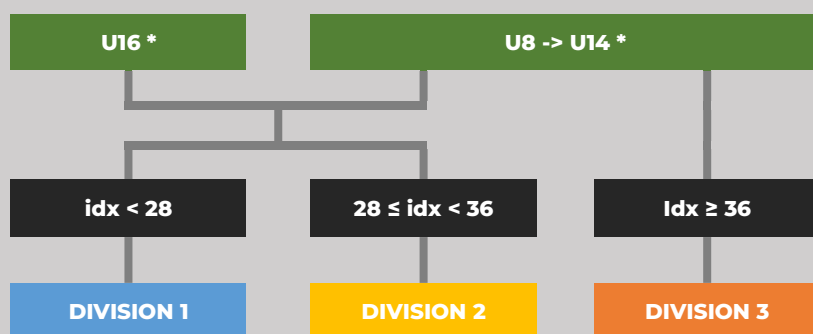 U16 *
U8 -> U14 *
idx < 28
28 ≤ idx < 36
Idx ≥ 36
DIVISION 1
DIVISION 2
DIVISION 3